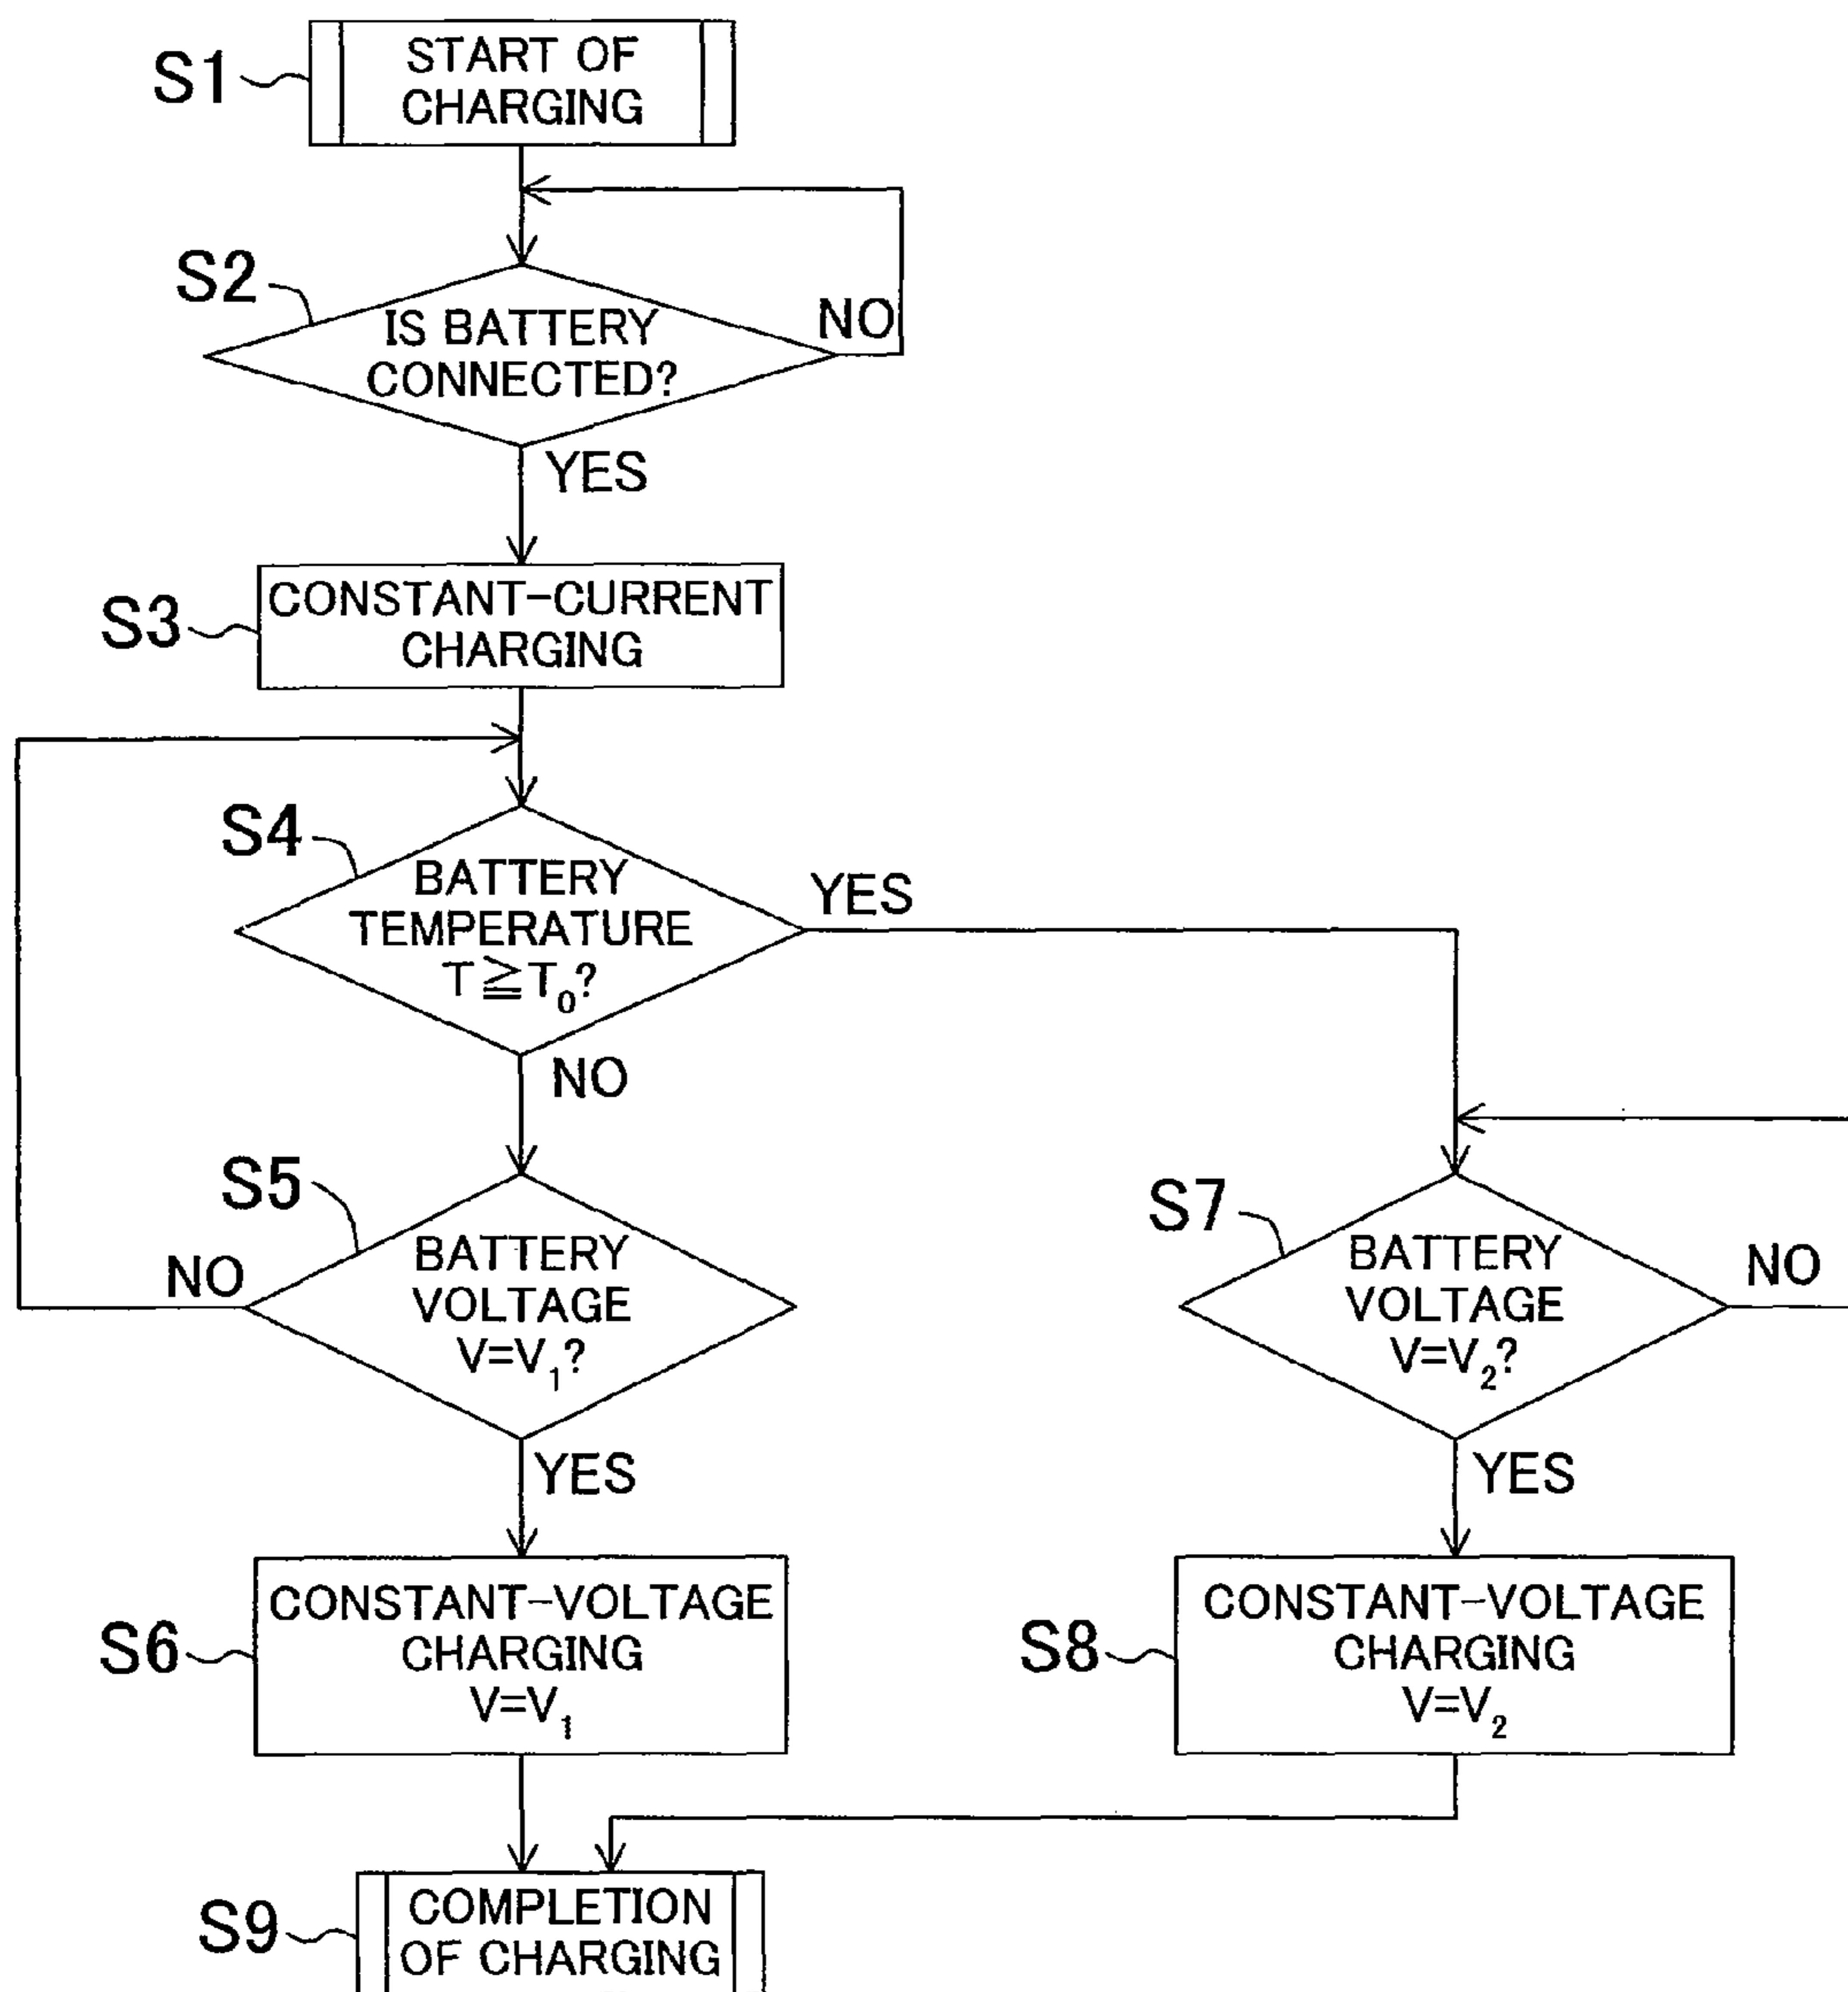 S1
START OF
CHARGING
S2
IS BATTERY
CONNECTED?
NO
YES
S3
CONSTANT-CURRENT
CHARGING
S4
BATTERY
TEMPERATURE
T≧T0?
YES
NO
S5
BATTERY
VOLTAGE
V=V1?
NO
YES
S7
BATTERY
VOLTAGE
V=V2?
NO
YES
S6
CONSTANT-VOLTAGE
CHARGING
V=V1
S8
CONSTANT-VOLTAGE
CHARGING
V=V2
S9
COMPLETION
OF CHARGING